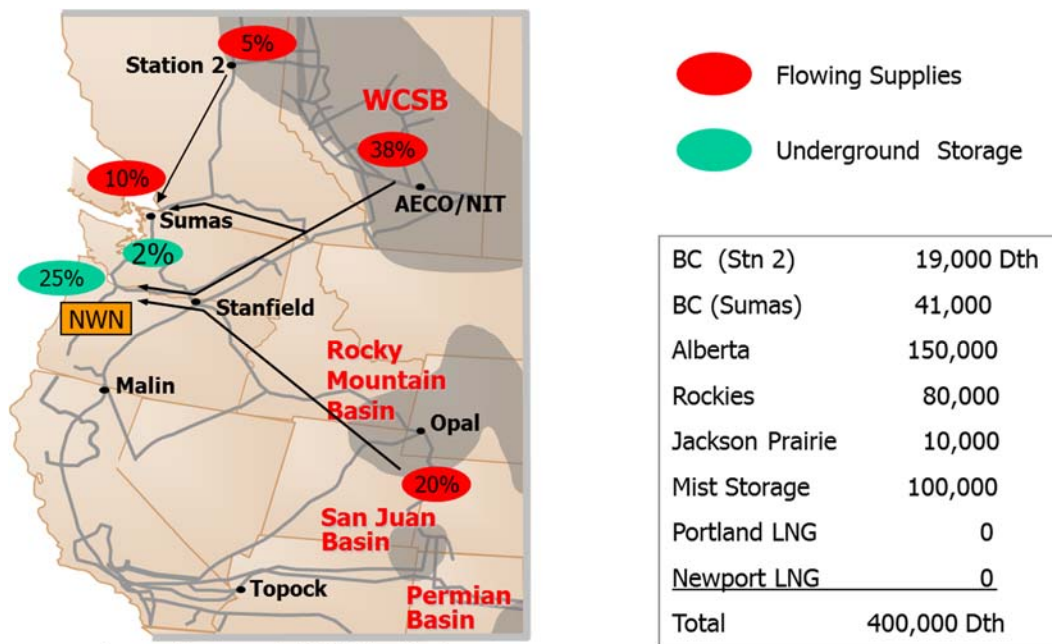 5%
Station 2
WCSB
38%
10%
AECO/NIT
Sumas
2%
25%
Stanfield
NWN
Rocky
Mountain
Basin
Malin
Opal
20%
San Juan
Basin
Topock
Permian
Basin
Flowing Supplies
Underground Storage
BC (Stn 2) 19,000 Dth
BC (Sumas) 41,000
Alberta 150,000
Rockies 80,000
Jackson Prairie 10,000
Mist Storage 100,000
Portland LNG 0
Newport LNG 0
Total 400,000 Dth